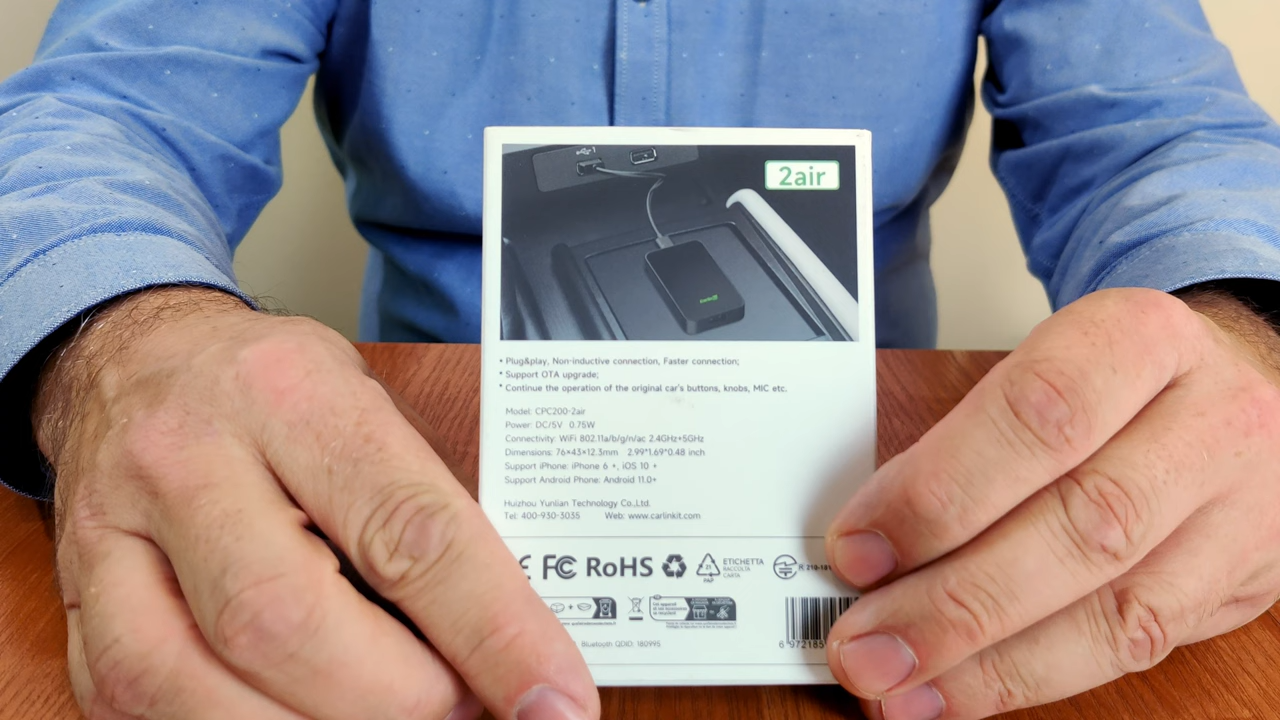 2air
• Plug&play, Non-inductive connection, Faster connection;
• Support OTA upgrade;
• Continue the operation of the original car's buttons, knobs, MIC etc.
Model: CPC200-2air
Power: DC/5V 0.75W
Connectivity: WiFi 802.11a/b/g/n/ac 2.4GHz+5GHz
Dimensions: 76×43×12.3mm 2.99*1.69*0.48 inch
Support iPhone: iPhone 6 +, iOS 10 +
Support Android Phone: Android 11.0+
Huizhou Yunlian Technology Co.,Ltd.
Tel: 400-930-3035 Web: www.carlinkit.com
FC RoHS 21 PAP ETICHETTA RACCOLTA CARTA
Bluetooth QDID: 180995
6 972185